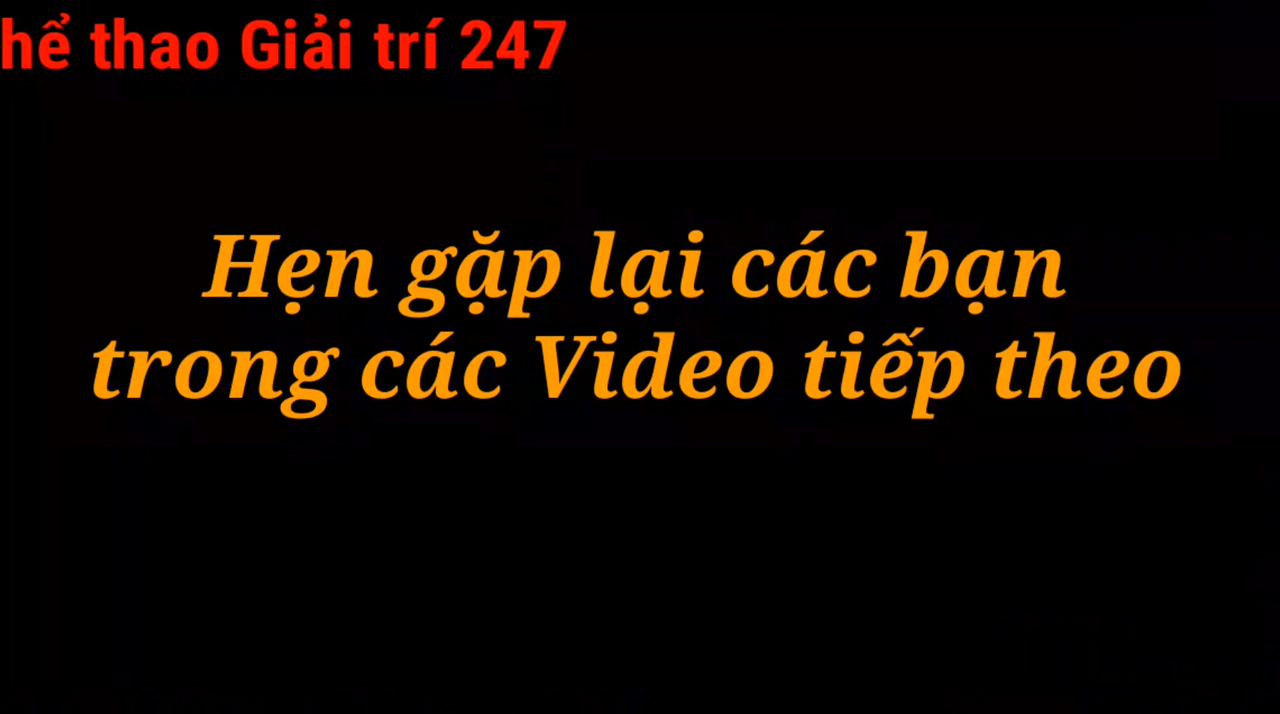 hể thao Giải trí 247
Hẹn gặp lại các bạn
trong các Video tiếp theo